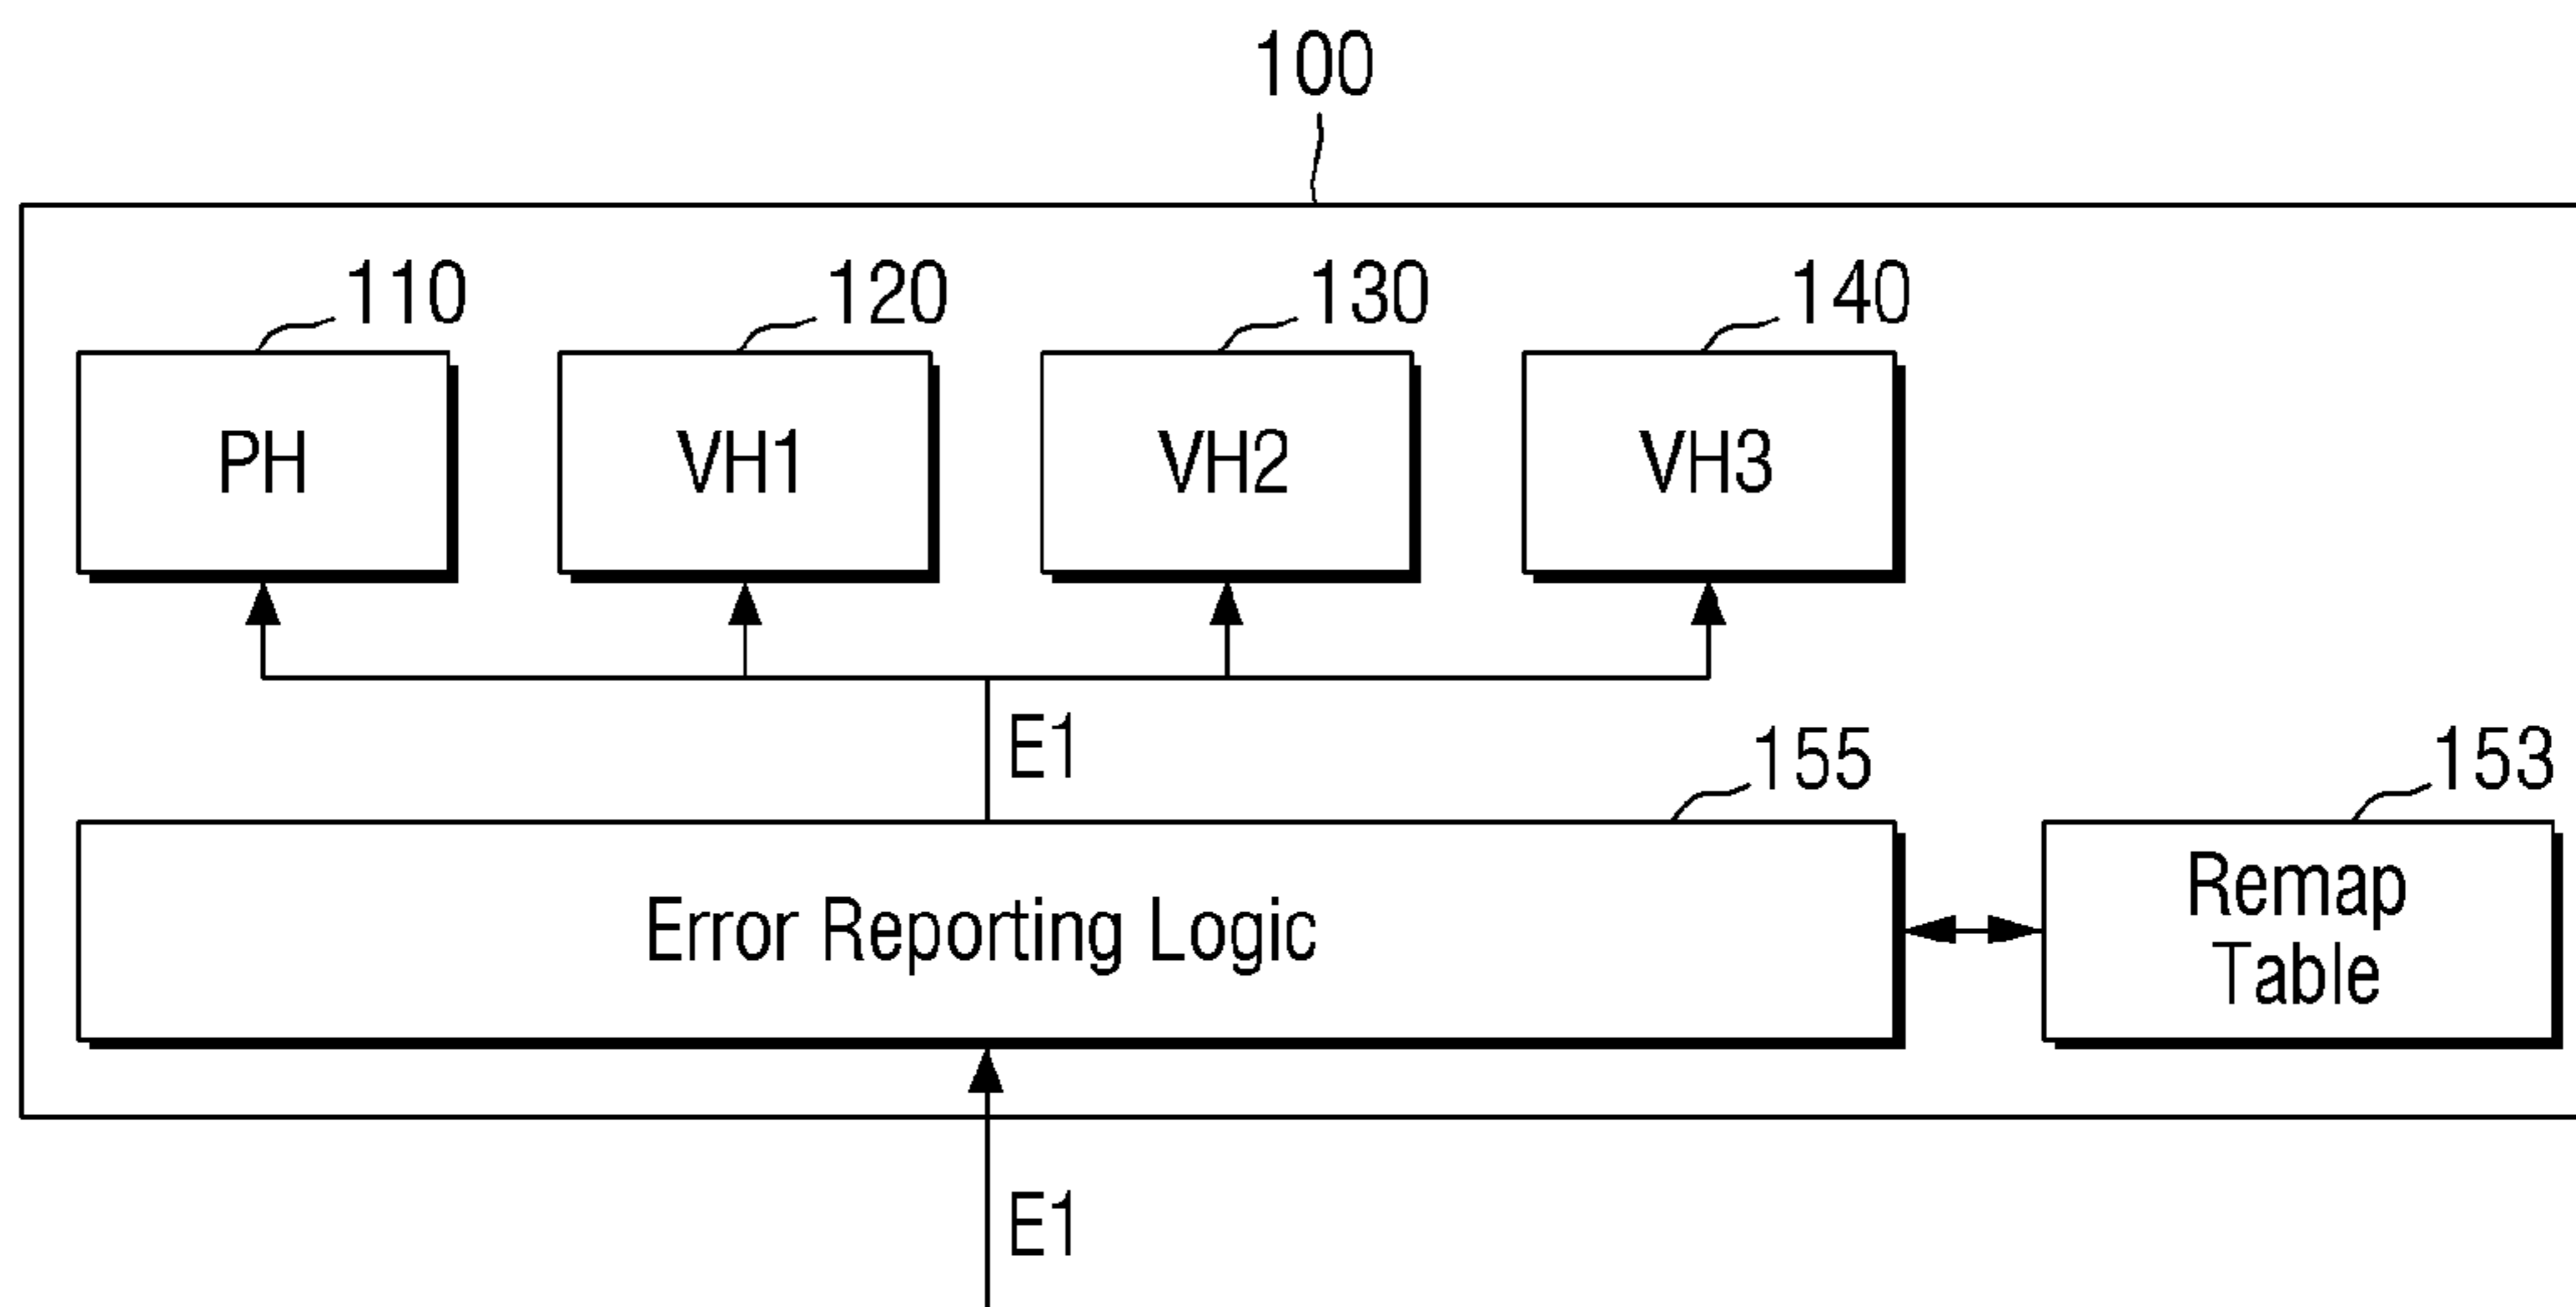 100
110
120
130
140
PH
VH1
VH2
VH3
E1
155
153
Error Reporting Logic
Remap
Table
E1